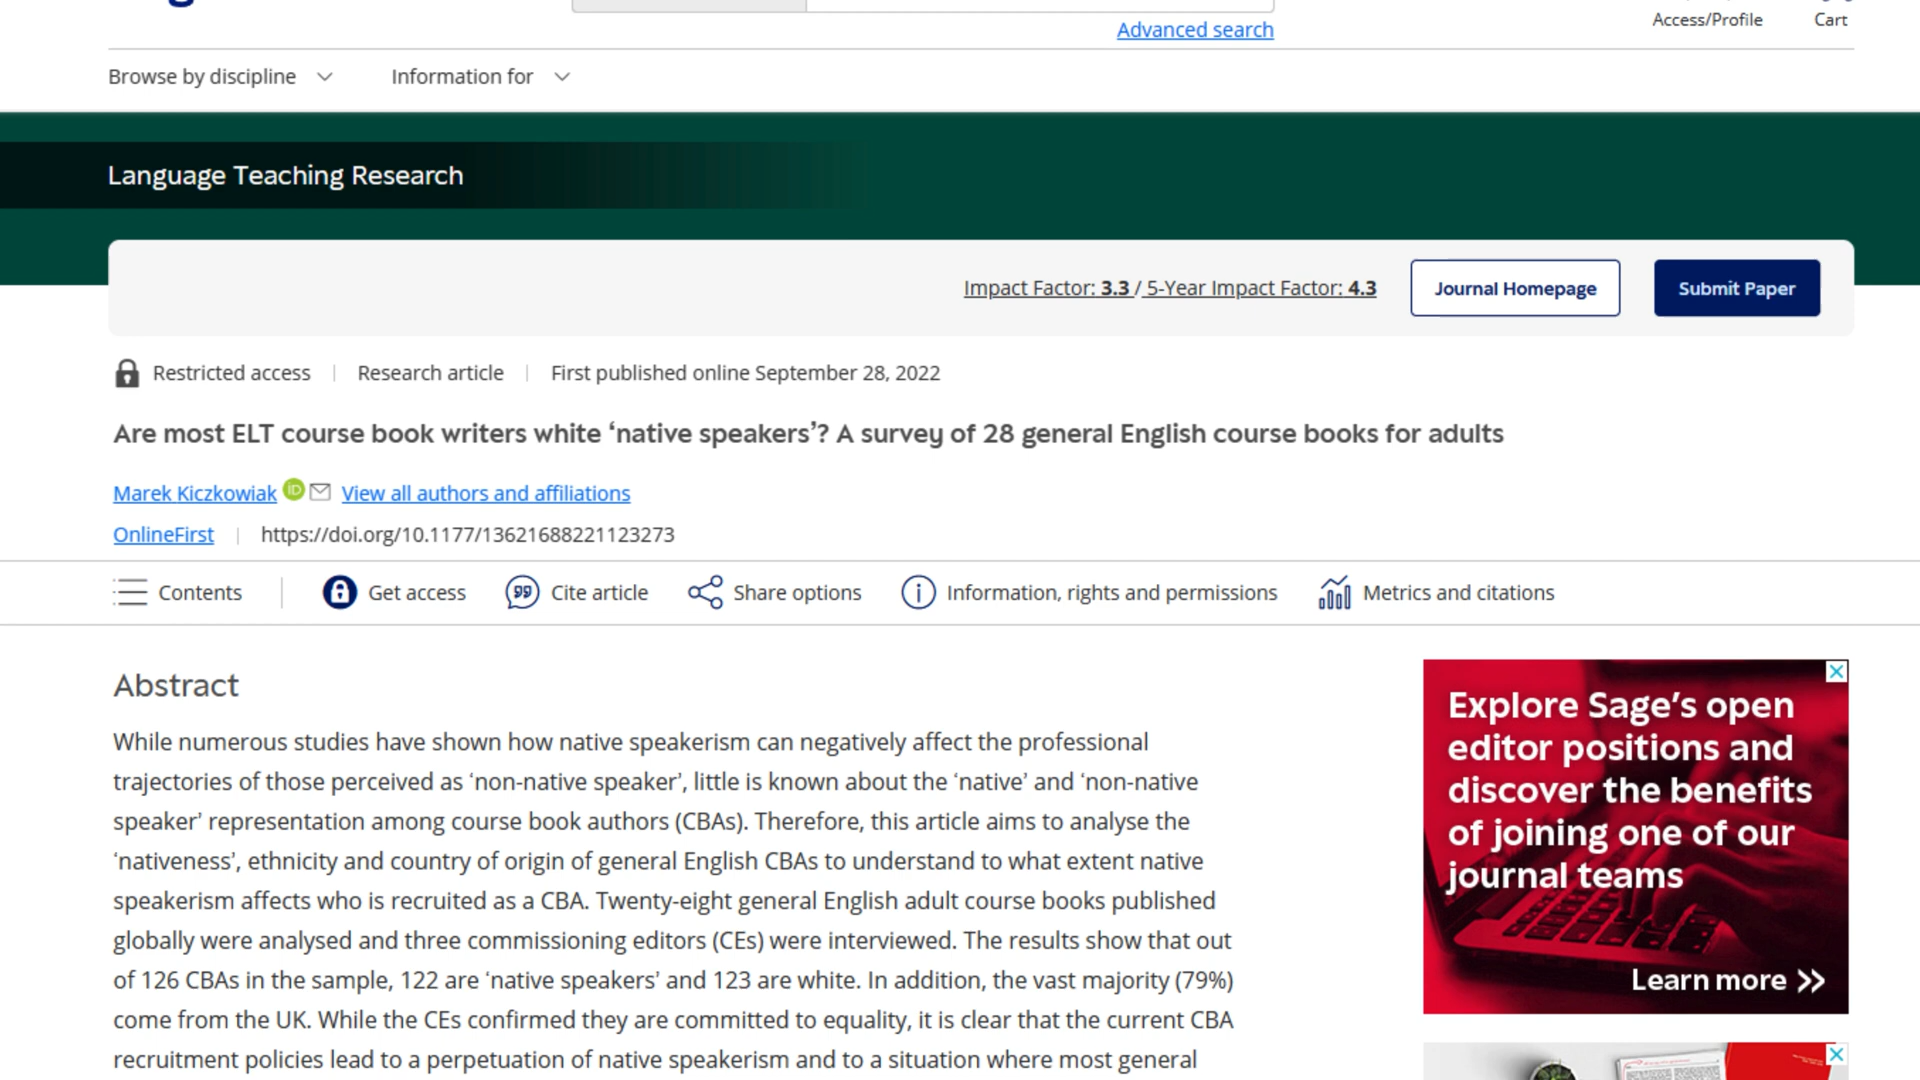 Access/Profile
Cart
Advanced search
Browse by discipline
Information for
Language Teaching Research
Impact Factor: 3.3 / 5-Year Impact Factor: 4.3
Journal Homepage
Submit Paper
Restricted access
Research article
First published online September 28, 2022
Are most ELT course book writers white ‘native speakers’? A survey of 28 general English course books for adults
Marek Kiczkowiak iD View all authors and affiliations
OnlineFirst
https://doi.org/10.1177/13621688221123273
Contents
Get access
Cite article
Share options
Information, rights and permissions
Metrics and citations
Abstract
While numerous studies have shown how native speakerism can negatively affect the professional
trajectories of those perceived as ‘non-native speaker’, little is known about the ‘native’ and ‘non-native
speaker’ representation among course book authors (CBAs). Therefore, this article aims to analyse the
‘nativeness’, ethnicity and country of origin of general English CBAs to understand to what extent native
speakerism affects who is recruited as a CBA. Twenty-eight general English adult course books published
globally were analysed and three commissioning editors (CEs) were interviewed. The results show that out
of 126 CBAs in the sample, 122 are ‘native speakers’ and 123 are white. In addition, the vast majority (79%)
come from the UK. While the CEs confirmed they are committed to equality, it is clear that the current CBA
recruitment policies lead to a perpetuation of native speakerism and to a situation where most general
Explore Sage’s open
editor positions and
discover the benefits
of joining one of our
journal teams
Learn more